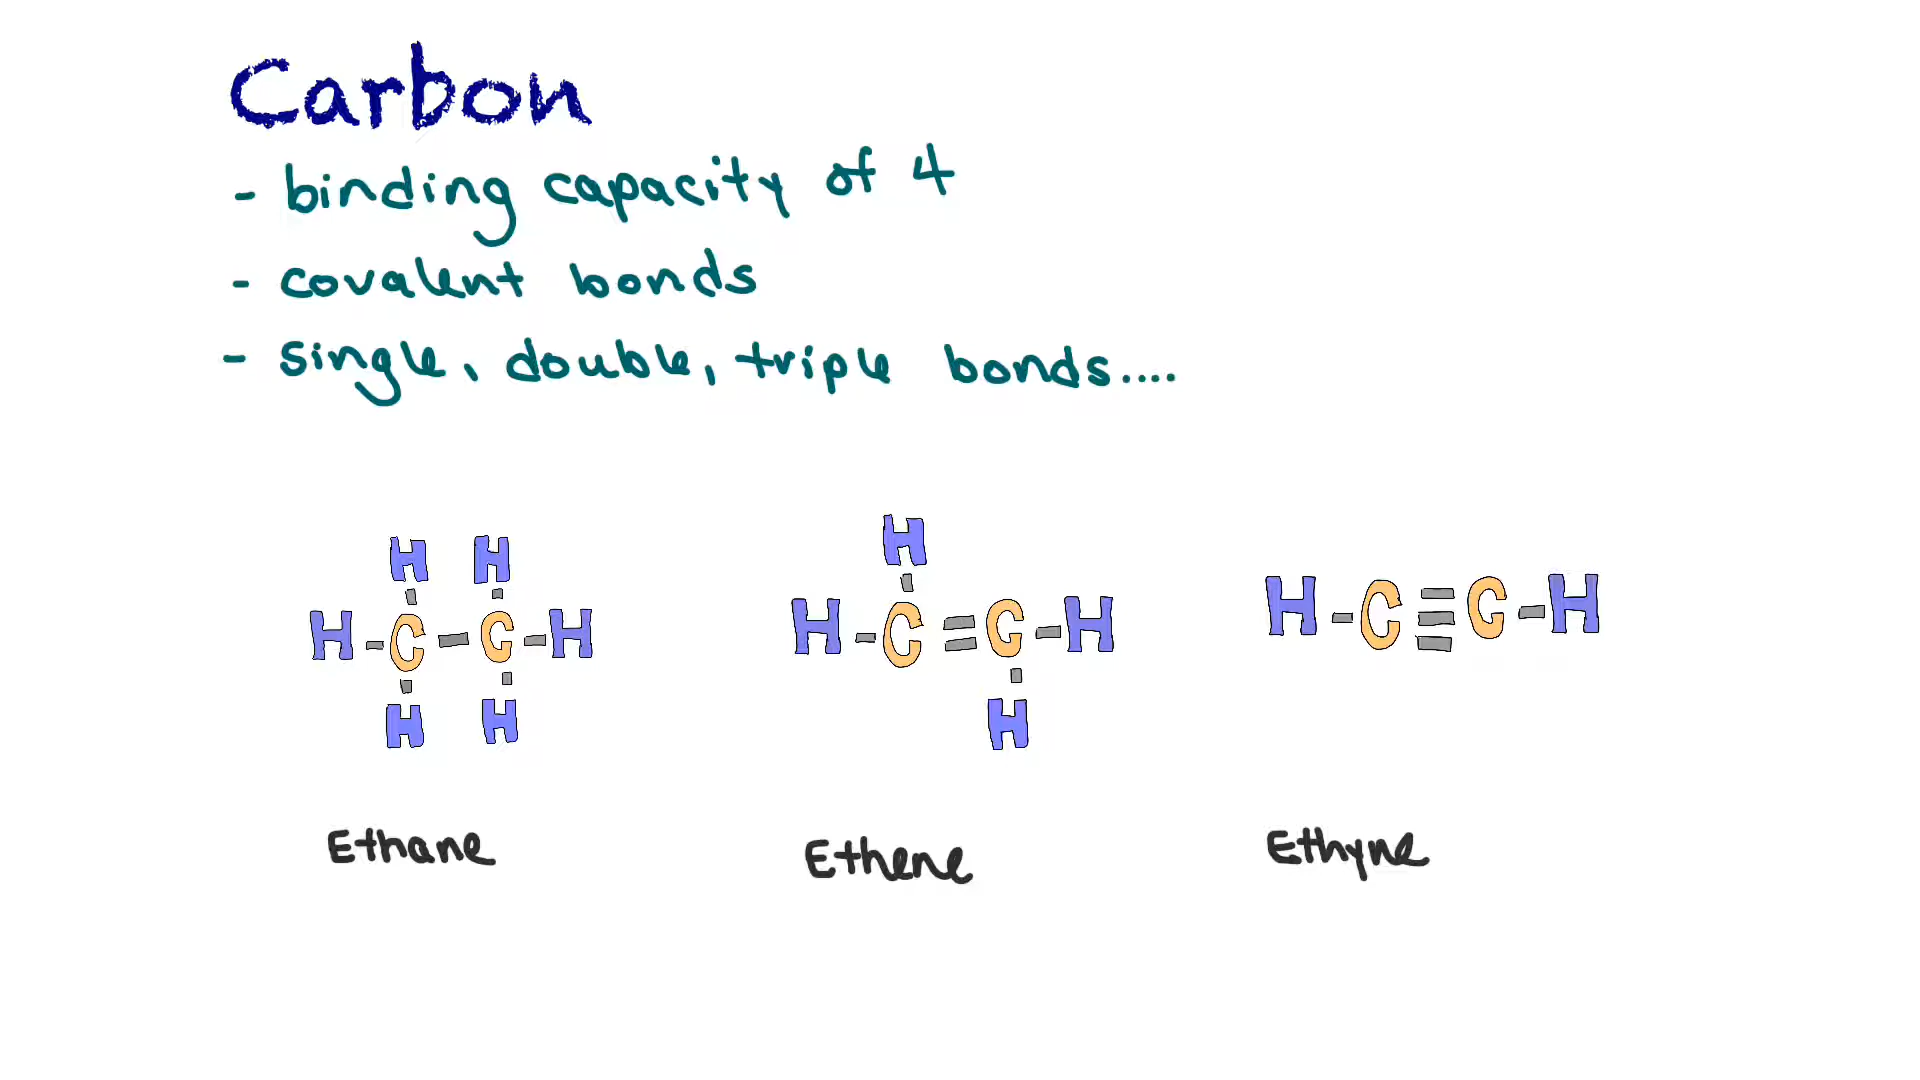 Carbon
- binding capacity of 4
- covalent bonds
- single, double, triple bonds....
H H
H - C - C - H
H H
H
H - C = C - H
H
H - C ≡ C - H
Ethane
Ethene
Ethyne